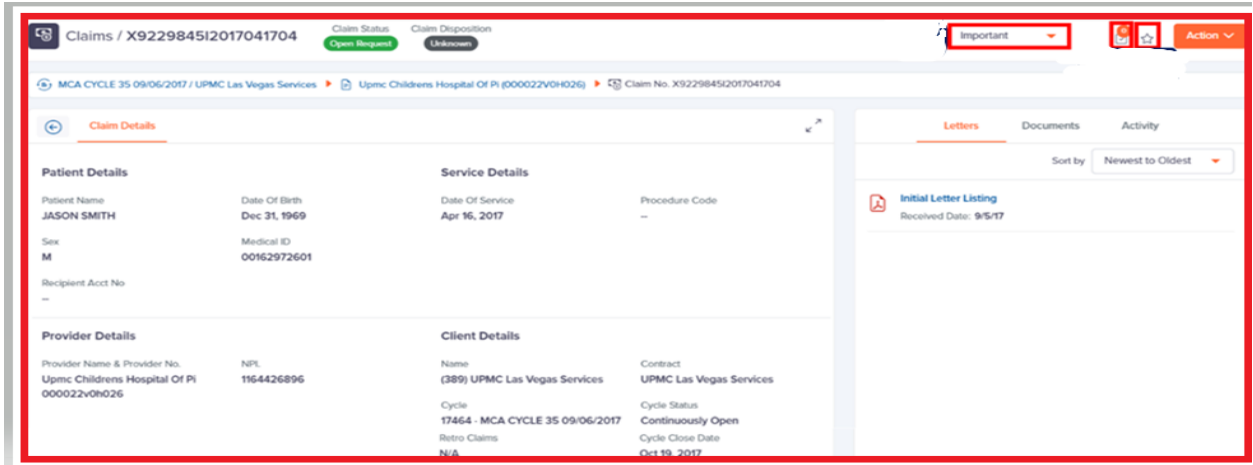 Claims / X9229845I2017041704
Claim Status
Open Request
Claim Disposition
Unknown
Important
Action
MCA CYCLE 35 09/06/2017 / UPMC Las Vegas Services
Upmc Childrens Hospital Of Pi (000022V0H026)
Claim No. X9229845I2017041704
Claim Details
Patient Details
Patient Name
JASON SMITH
Date Of Birth
Dec 31, 1969
Sex
M
Medical ID
00162972601
Recipient Acct No
--
Service Details
Date Of Service
Apr 16, 2017
Procedure Code
--
Provider Details
Provider Name & Provider No.
Upmc Childrens Hospital Of Pi
000022v0h026
NPI.
1164426896
Client Details
Name
(389) UPMC Las Vegas Services
Contract
UPMC Las Vegas Services
Cycle
17464 - MCA CYCLE 35 09/06/2017
Cycle Status
Continuously Open
Retro Claims
N/A
Cycle Close Date
Oct 19, 2017
Letters
Documents
Activity
Sort by
Newest to Oldest
Initial Letter Listing
Received Date: 9/5/17